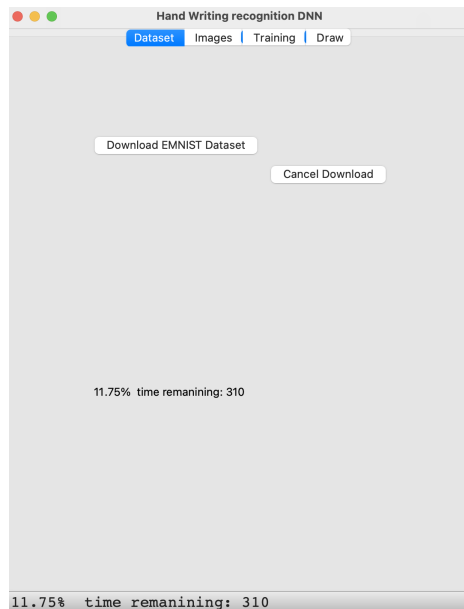 Hand Writing recognition DNN
Dataset Images Training Draw
Download EMNIST Dataset
Cancel Download
11.75% time remanining: 310
11.75% time remanining: 310